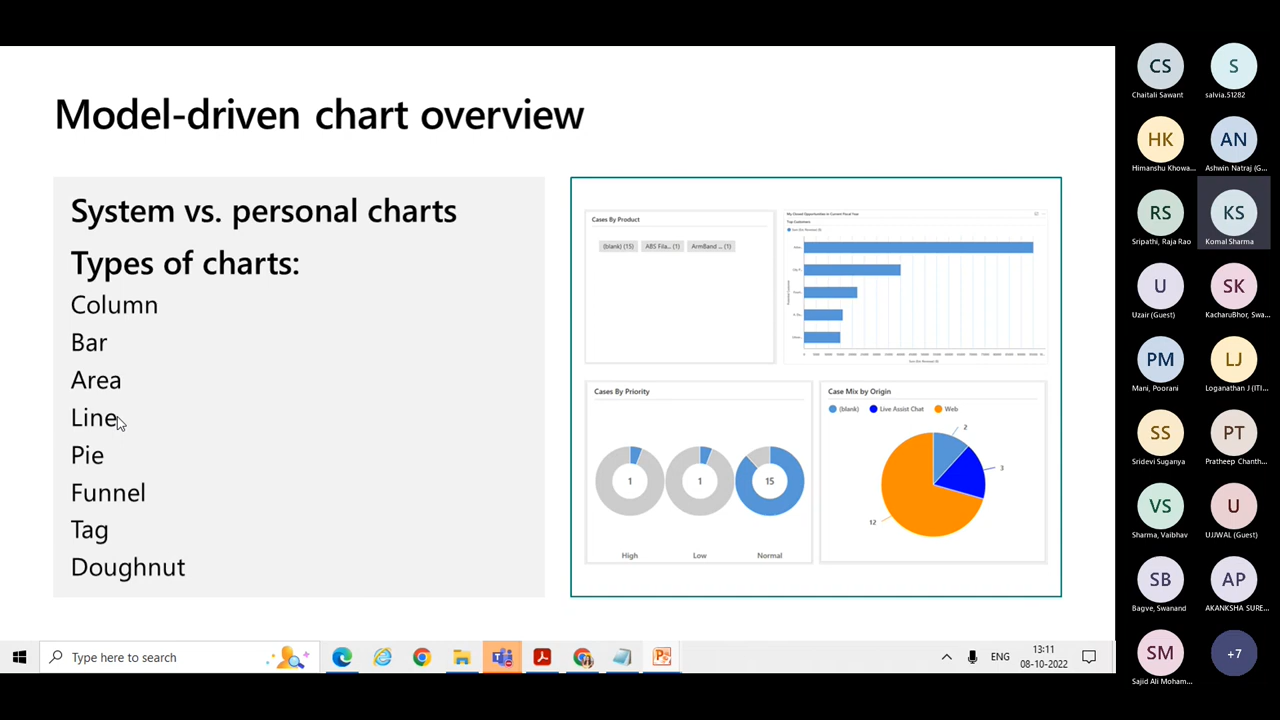 Model-driven chart overview
System vs. personal charts
Types of charts:
Column
Bar
Area
Line
Pie
Funnel
Tag
Doughnut
Cases By Product
(blank) (15) ABS Fila... (1) ArmBand ... (1)
My Closed Opportunities in Current Fiscal Year
Top Customers
Cases By Priority
1 1 15
High Low Normal
Case Mix by Origin
(blank) Live Assist Chat Web
2
3
12
CS S
Chaitali Sawant salvia.51282
HK AN
Himanshu Khowa... Ashwin Natraj (G...
RS KS
Sripathi, Raja Rao Komal Sharma
U SK
Uzair (Guest) KacharuBhor, Swa...
PM LJ
Mani, Poorani Loganathan J (ITI...
SS PT
Sridevi Suganya Pratheep Chanth...
VS U
Sharma, Vaibhav UJJWAL (Guest)
SB AP
Bagve, Swanand AKANKSHA SURE...
SM +7
Sajid Ali Moham...
Type here to search
ENG 13:11
08-10-2022